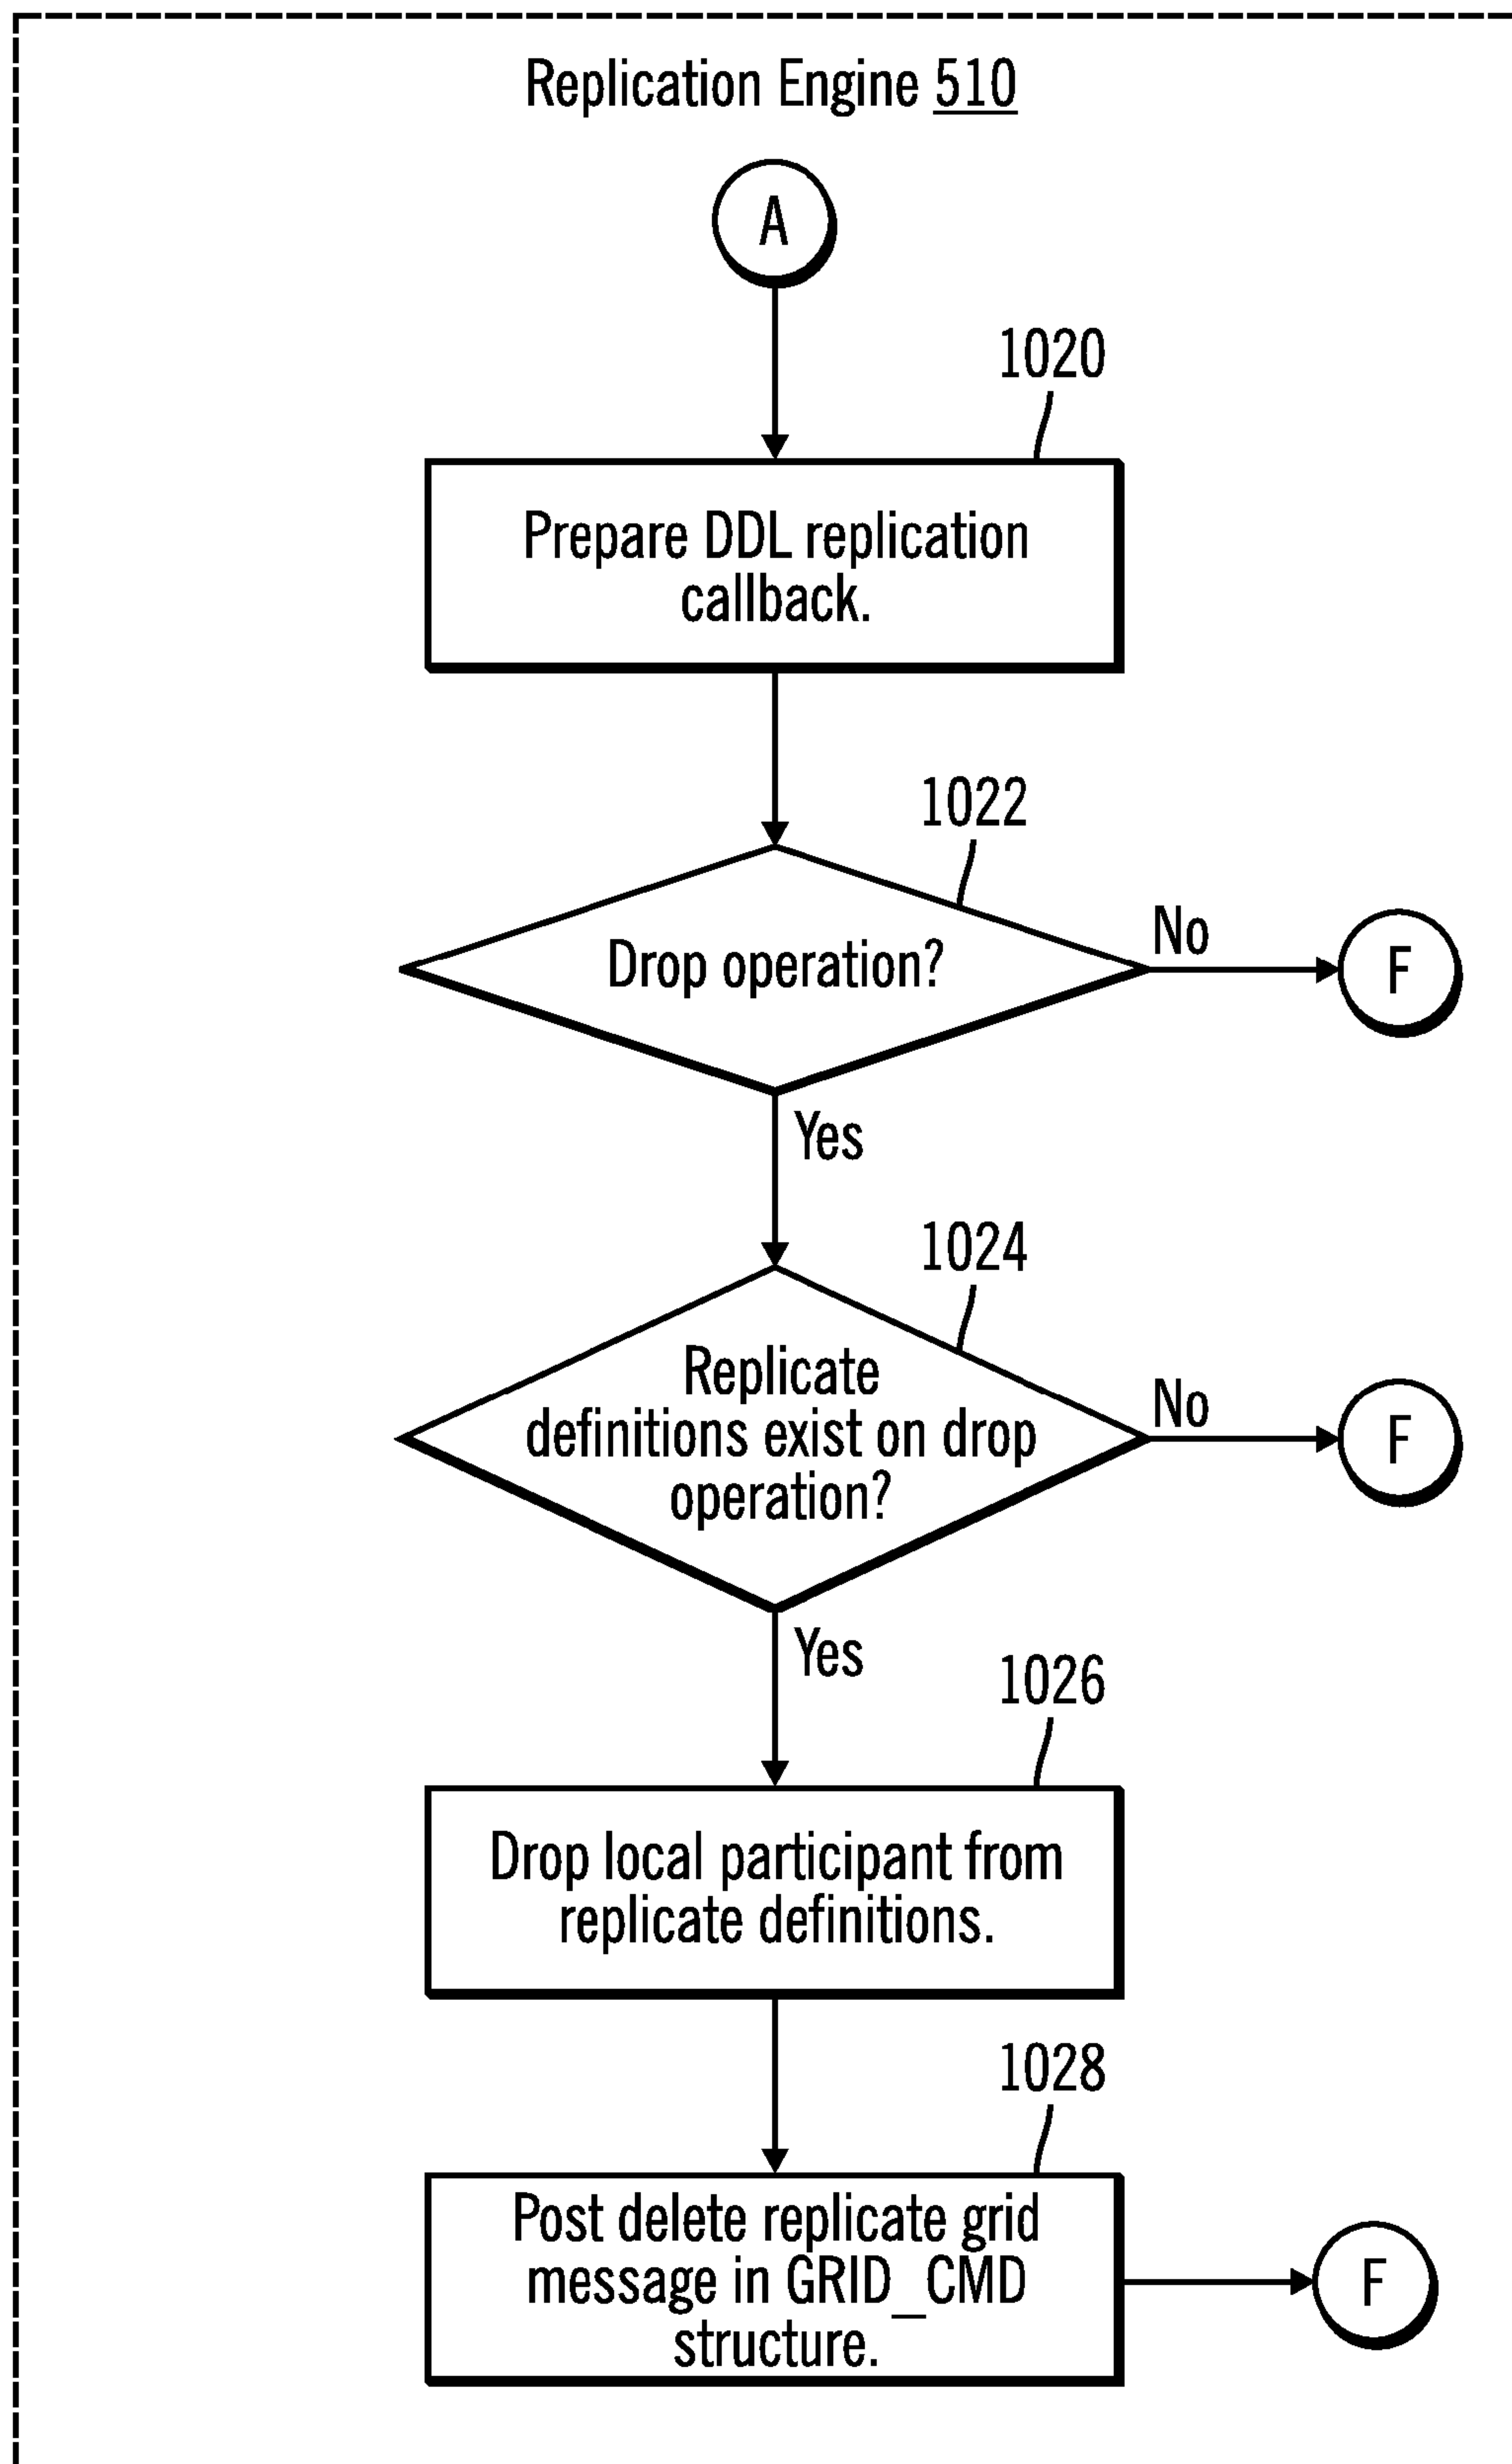 Replication Engine 510
A
1020
Prepare DDL replication
callback.
1022
Drop operation?
No
F
Yes
1024
Replicate
definitions exist on drop
operation?
No
F
Yes
1026
Drop local participant from
replicate definitions.
1028
Post delete replicate grid
message in GRID_CMD
structure.
F